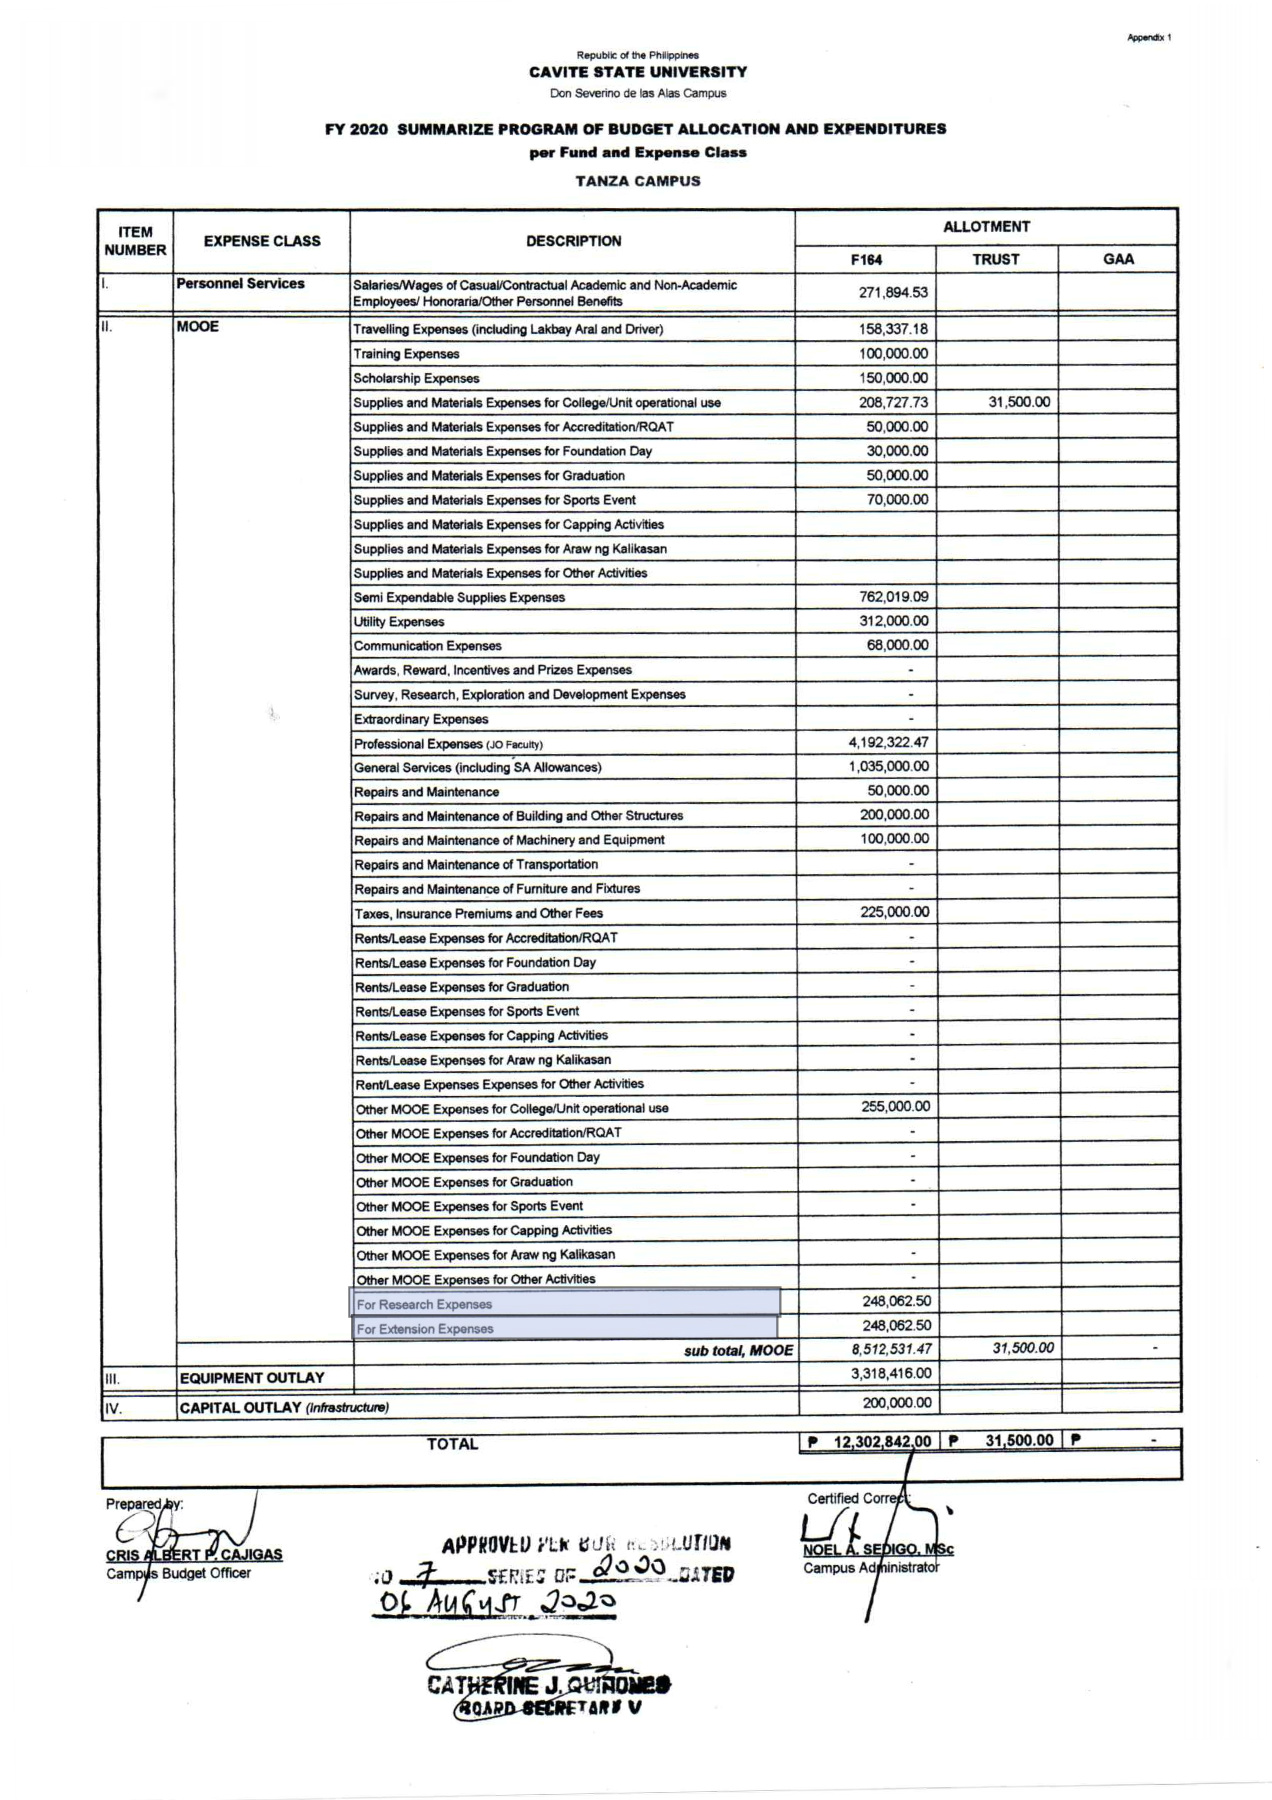 Appendix 1
Republic of the Philippines
CAVITE STATE UNIVERSITY
Don Severino de las Alas Campus
FY 2020 SUMMARIZE PROGRAM OF BUDGET ALLOCATION AND EXPENDITURES
per Fund and Expense Class
TANZA CAMPUS
ITEM NUMBER EXPENSE CLASS DESCRIPTION ALLOTMENT
F164 TRUST GAA
I. Personnel Services Salaries/Wages of Casual/Contractual Academic and Non-Academic
Employees/ Honoraria/Other Personnel Benefits 271,894.53
II. MOOE Travelling Expenses (including Lakbay Aral and Driver) 158,337.18
Training Expenses 100,000.00
Scholarship Expenses 150,000.00
Supplies and Materials Expenses for College/Unit operational use 208,727.73 31,500.00
Supplies and Materials Expenses for Accreditation/RQAT 50,000.00
Supplies and Materials Expenses for Foundation Day 30,000.00
Supplies and Materials Expenses for Graduation 50,000.00
Supplies and Materials Expenses for Sports Event 70,000.00
Supplies and Materials Expenses for Capping Activities
Supplies and Materials Expenses for Araw ng Kalikasan
Supplies and Materials Expenses for Other Activities
Semi Expendable Supplies Expenses 762,019.09
Utility Expenses 312,000.00
Communication Expenses 68,000.00
Awards, Reward, Incentives and Prizes Expenses -
Survey, Research, Exploration and Development Expenses -
Extraordinary Expenses -
Professional Expenses (JO Faculty) 4,192,322.47
General Services (including SA Allowances) 1,035,000.00
Repairs and Maintenance 50,000.00
Repairs and Maintenance of Building and Other Structures 200,000.00
Repairs and Maintenance of Machinery and Equipment 100,000.00
Repairs and Maintenance of Transportation -
Repairs and Maintenance of Furniture and Fixtures -
Taxes, Insurance Premiums and Other Fees 225,000.00
Rents/Lease Expenses for Accreditation/RQAT -
Rents/Lease Expenses for Foundation Day -
Rents/Lease Expenses for Graduation -
Rents/Lease Expenses for Sports Event -
Rents/Lease Expenses for Capping Activities -
Rents/Lease Expenses for Araw ng Kalikasan -
Rent/Lease Expenses Expenses for Other Activities -
Other MOOE Expenses for College/Unit operational use 255,000.00
Other MOOE Expenses for Accreditation/RQAT -
Other MOOE Expenses for Foundation Day -
Other MOOE Expenses for Graduation -
Other MOOE Expenses for Sports Event -
Other MOOE Expenses for Capping Activities
Other MOOE Expenses for Araw ng Kalikasan -
Other MOOE Expenses for Other Activities -
For Research Expenses 248,062.50
For Extension Expenses 248,062.50
sub total, MOOE 8,512,531.47 31,500.00 -
III. EQUIPMENT OUTLAY 3,318,416.00
IV. CAPITAL OUTLAY (Infrastructure) 200,000.00
TOTAL ₱ 12,302,842.00 ₱ 31,500.00 ₱ -
Prepared by:
CRIS ALBERT P. CAJIGAS
Campus Budget Officer
Certified Correct:
NOEL A. SEDIGO, MSc
Campus Administrator
APPROVED PER BUR RESOLUTION
NO 7 SERIES OF 2020 DATED
06 AUGUST 2020
CATHERINE J. QUIÑONES
BOARD SECRETARY V